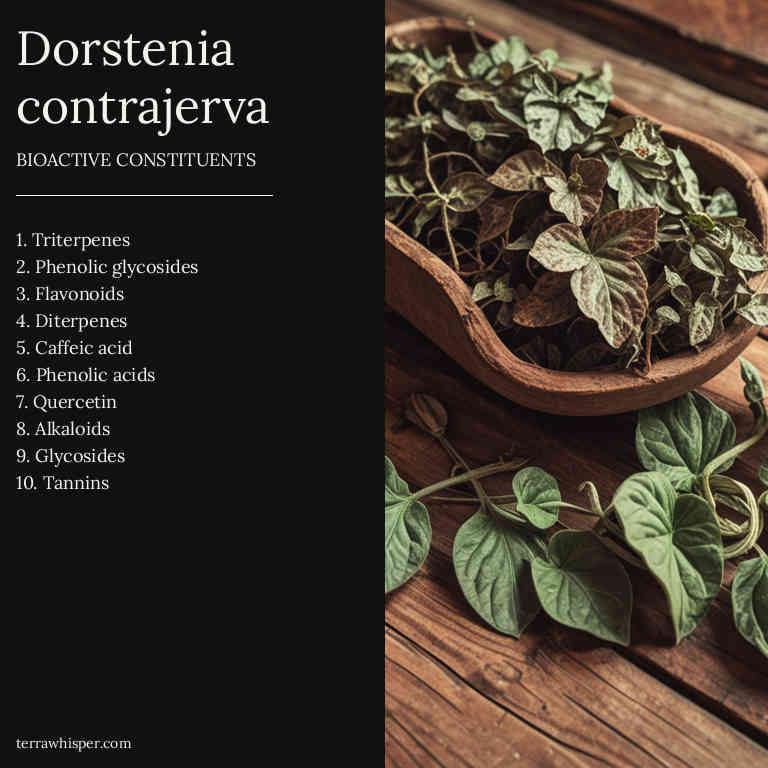 Dorstenia
contrajerva
BIOACTIVE CONSTITUENTS
1. Triterpenes
2. Phenolic glycosides
3. Flavonoids
4. Diterpenes
5. Caffeic acid
6. Phenolic acids
7. Quercetin
8. Alkaloids
9. Glycosides
10. Tannins
terrawhisper.com